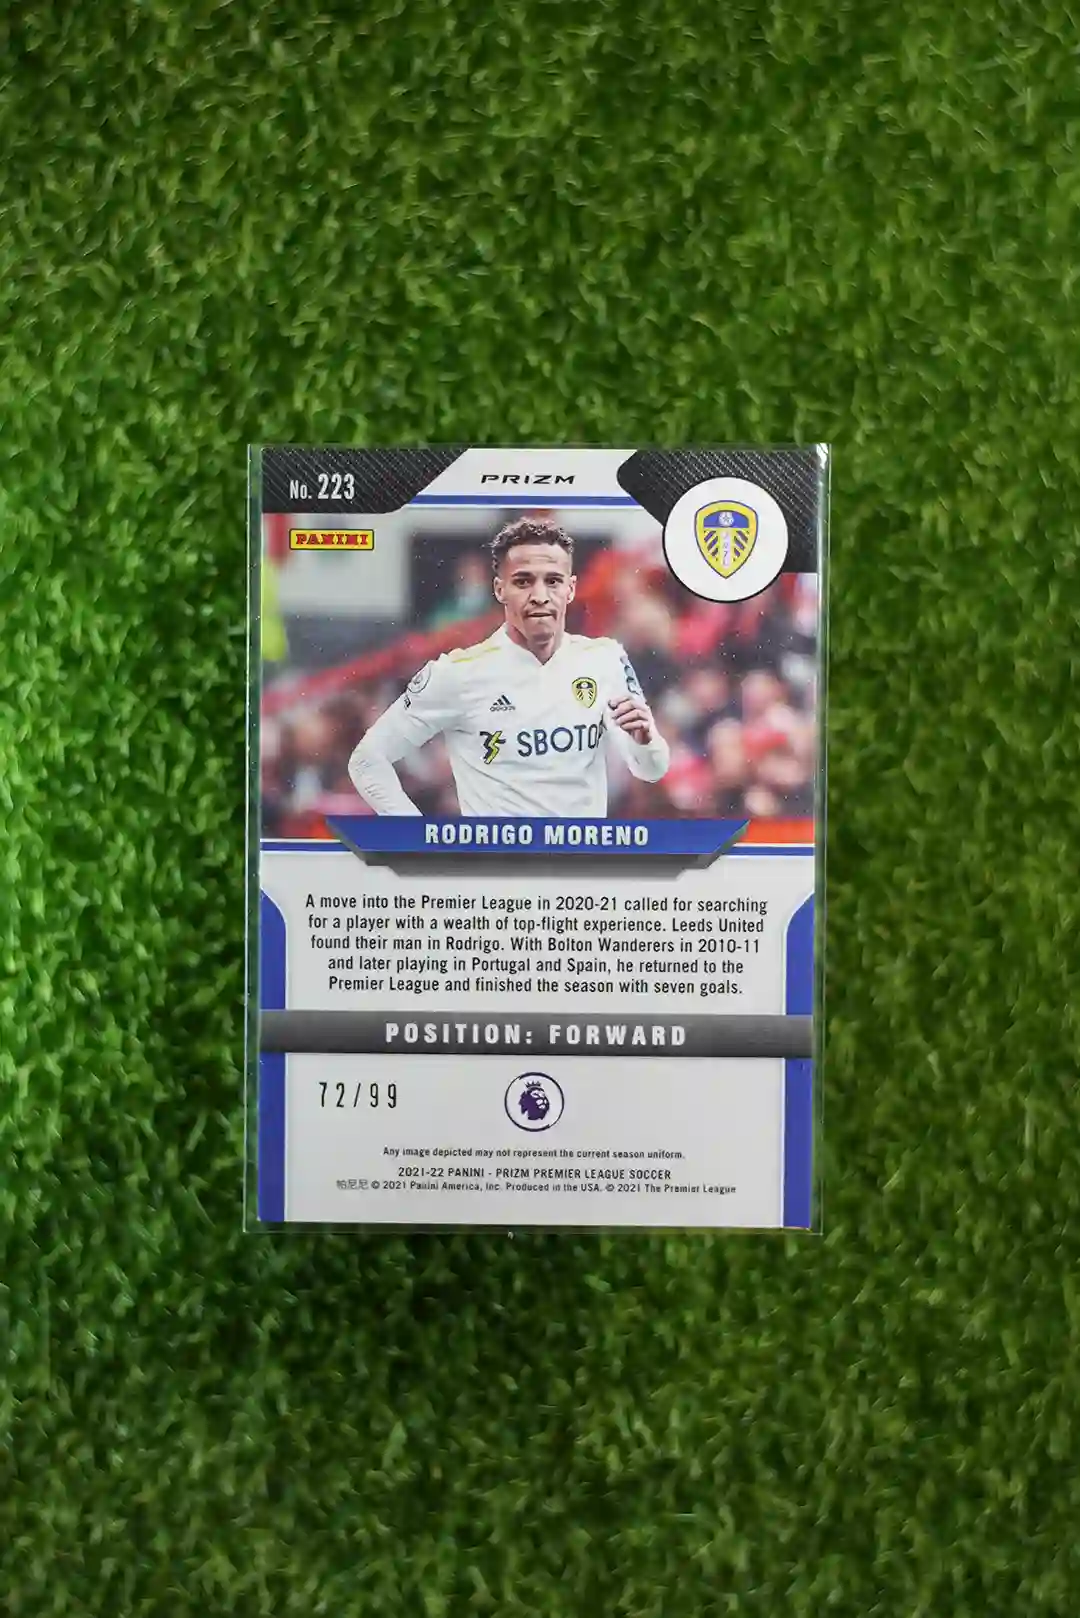 No. 223
PRIZM
PANINI
adidas
SBOTO
RODRIGO MORENO
A move into the Premier League in 2020-21 called for searching
for a player with a wealth of top-flight experience. Leeds United
found their man in Rodrigo. With Bolton Wanderers in 2010-11
and later playing in Portugal and Spain, he returned to the
Premier League and finished the season with seven goals.
POSITION: FORWARD
72/99
Any image depicted may not represent the current season uniform.
2021-22 PANINI - PRIZM PREMIER LEAGUE SOCCER
帕尼尼 © 2021 Panini America, Inc. Produced in the USA. © 2021 The Premier League